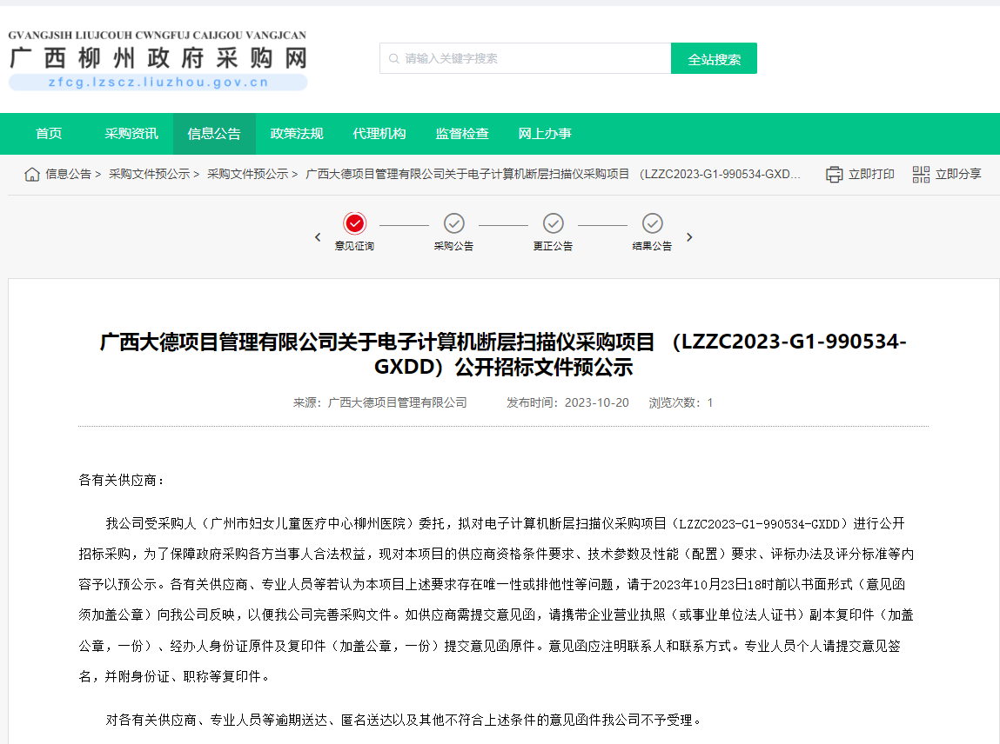 GVANGJSIH LIUJCOUH CWNGFUJ CAIJGOU VANGJCAN
广西柳州政府采购网
zfcg.lzscz.liuzhou.gov.cn
请输入关键字搜索
全站搜索
首页 采购资讯 信息公告 政策法规 代理机构 监督检查 网上办事
信息公告 > 采购文件预公示 > 采购文件预公示 > 广西大德项目管理有限公司关于电子计算机断层扫描仪采购项目 （LZZC2023-G1-990534-GXD... 立即打印 立即分享
意见征询 采购公告 更正公告 结果公告
广西大德项目管理有限公司关于电子计算机断层扫描仪采购项目 （LZZC2023-G1-990534-
GXDD）公开招标文件预公示
来源：广西大德项目管理有限公司 发布时间：2023-10-20 浏览次数：1
各有关供应商：
我公司受采购人（广州市妇女儿童医疗中心柳州医院）委托，拟对电子计算机断层扫描仪采购项目（LZZC2023-G1-990534-GXDD）进行公开
招标采购，为了保障政府采购各方当事人合法权益，现对本项目的供应商资格条件要求、技术参数及性能（配置）要求、评标办法及评分标准等内
容予以预公示。各有关供应商、专业人员等若认为本项目上述要求存在唯一性或排他性等问题，请于2023年10月23日18时前以书面形式（意见函
须加盖公章）向我公司反映，以便我公司完善采购文件。如供应商需提交意见函，请携带企业营业执照（或事业单位法人证书）副本复印件（加盖
公章，一份）、经办人身份证原件及复印件（加盖公章，一份）提交意见函原件。意见函应注明联系人和联系方式。专业人员个人请提交意见签
名，并附身份证、职称等复印件。
对各有关供应商、专业人员等逾期送达、匿名送达以及其他不符合上述条件的意见函件我公司不予受理。